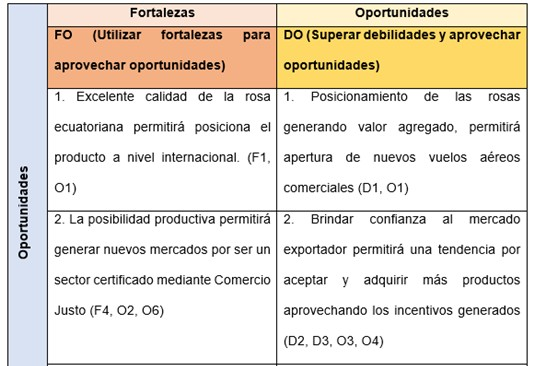 Fortalezas
Oportunidades
FO (Utilizar fortalezas para
aprovechar oportunidades)
DO (Superar debilidades y aprovechar
oportunidades)
Oportunidades
1. Excelente calidad de la rosa
ecuatoriana permitirá posiciona el
producto a nivel internacional. (F1,
O1)
1. Posicionamiento de las rosas
generando valor agregado, permitirá
apertura de nuevos vuelos aéreos
comerciales (D1, O1)
2. La posibilidad productiva permitirá
generar nuevos mercados por ser un
sector certificado mediante Comercio
Justo (F4, O2, O6)
2. Brindar confianza al mercado
exportador permitirá una tendencia por
aceptar y adquirir más productos
aprovechando los incentivos generados
(D2, D3, O3, O4)